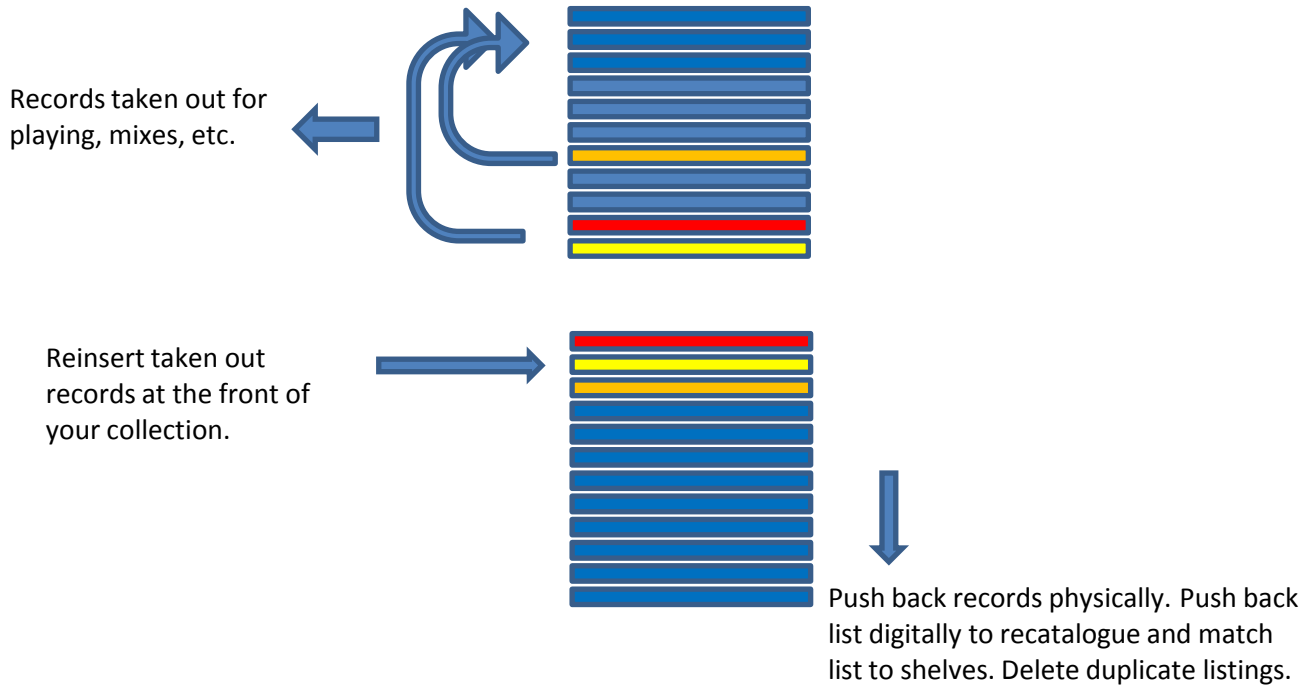 Records taken out for
playing, mixes, etc.
Reinsert taken out
records at the front of
your collection.
Push back records physically. Push back
list digitally to recatalogue and match
list to shelves. Delete duplicate listings.